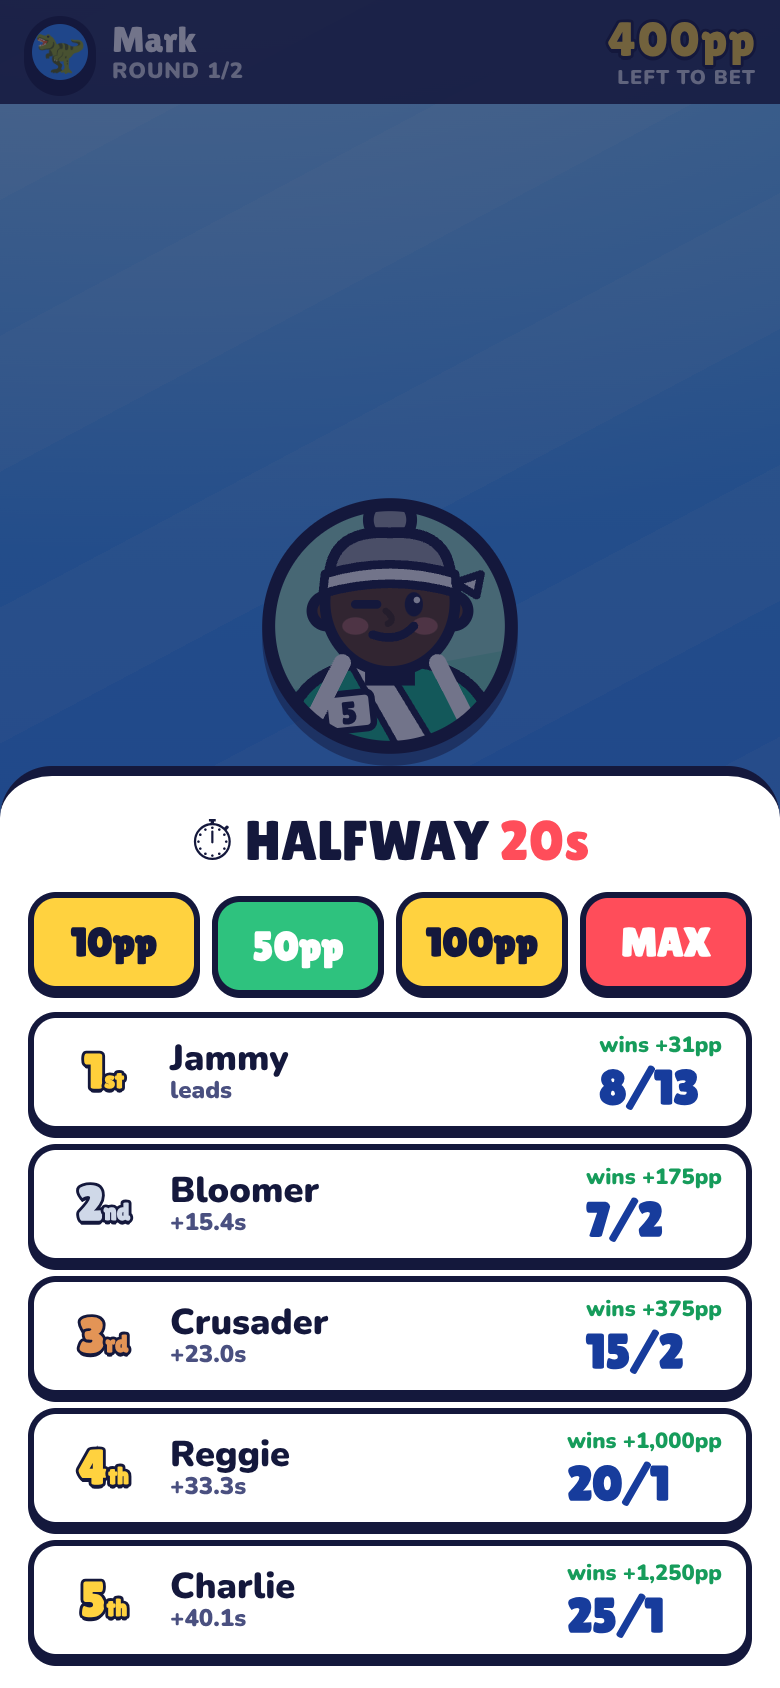 Mark
ROUND 1/2
400pp
LEFT TO BET
5
HALFWAY 20s
10pp
50pp
100pp
MAX
1st
Jammy
leads
wins +31pp
8/13
2nd
Bloomer
+15.4s
wins +175pp
7/2
3rd
Crusader
+23.0s
wins +375pp
15/2
4th
Reggie
+33.3s
wins +1,000pp
20/1
5th
Charlie
+40.1s
wins +1,250pp
25/1